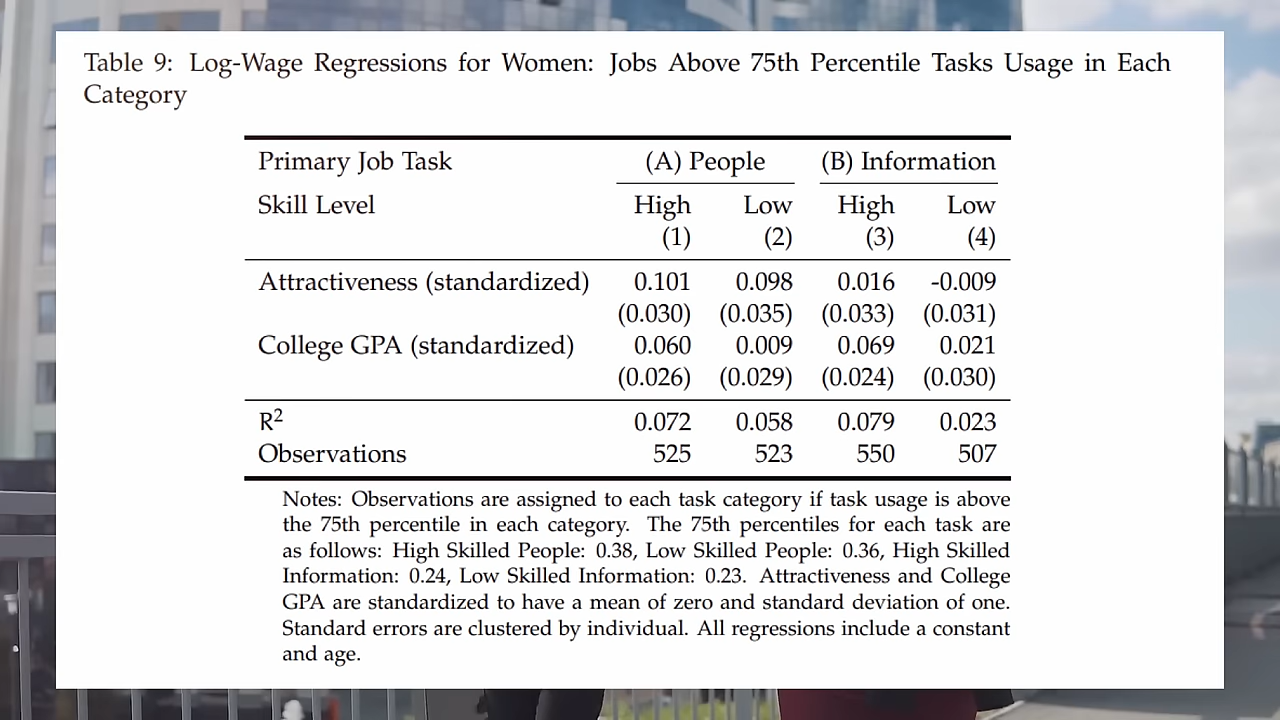 Table 9: Log-Wage Regressions for Women: Jobs Above 75th Percentile Tasks Usage in Each
Category
Primary Job Task (A) People (B) Information
Skill Level High Low High Low
(1) (2) (3) (4)
Attractiveness (standardized) 0.101 0.098 0.016 -0.009
(0.030) (0.035) (0.033) (0.031)
College GPA (standardized) 0.060 0.009 0.069 0.021
(0.026) (0.029) (0.024) (0.030)
R² 0.072 0.058 0.079 0.023
Observations 525 523 550 507
Notes: Observations are assigned to each task category if task usage is above
the 75th percentile in each category. The 75th percentiles for each task are
as follows: High Skilled People: 0.38, Low Skilled People: 0.36, High Skilled
Information: 0.24, Low Skilled Information: 0.23. Attractiveness and College
GPA are standardized to have a mean of zero and standard deviation of one.
Standard errors are clustered by individual. All regressions include a constant
and age.